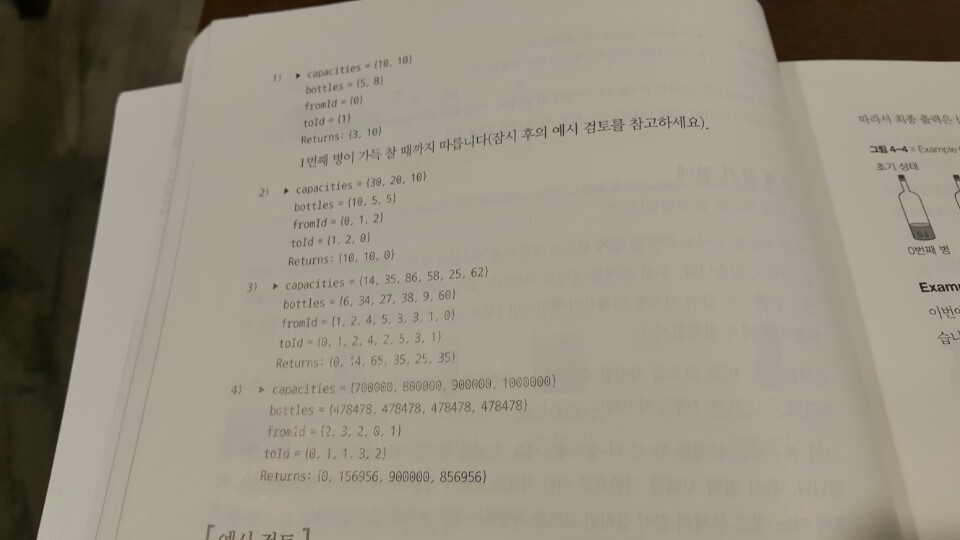 1) ▶ capacities = {10, 10}
bottles = {5, 8}
fromId = {0}
toId = {1}
Returns: {3, 10}
1번째 병이 가득 찰 때까지 따릅니다(잠시 후의 예시 검토를 참고하세요).
2) ▶ capacities = {30, 20, 10}
bottles = {10, 5, 5}
fromId = {0, 1, 2}
toId = {1, 2, 0}
Returns: {10, 10, 0}
3) ▶ capacities = {14, 35, 86, 58, 25, 62}
bottles = {6, 34, 27, 38, 9, 60}
fromId = {1, 2, 4, 5, 3, 3, 1, 0}
toId = {0, 1, 2, 4, 2, 5, 3, 1}
Returns: {0, 14, 65, 35, 25, 35}
4) ▶ capacities = {700000, 800000, 900000, 1000000}
bottles = {478478, 478478, 478478, 478478}
fromId = {2, 3, 2, 0, 1}
toId = {0, 1, 1, 3, 2}
Returns: {0, 156956, 900000, 856956}
[예시 검토]
따라서 최종 출력은
그림 4-4 » Example
초기 상태
0번째 병
Exam
이번에
습니